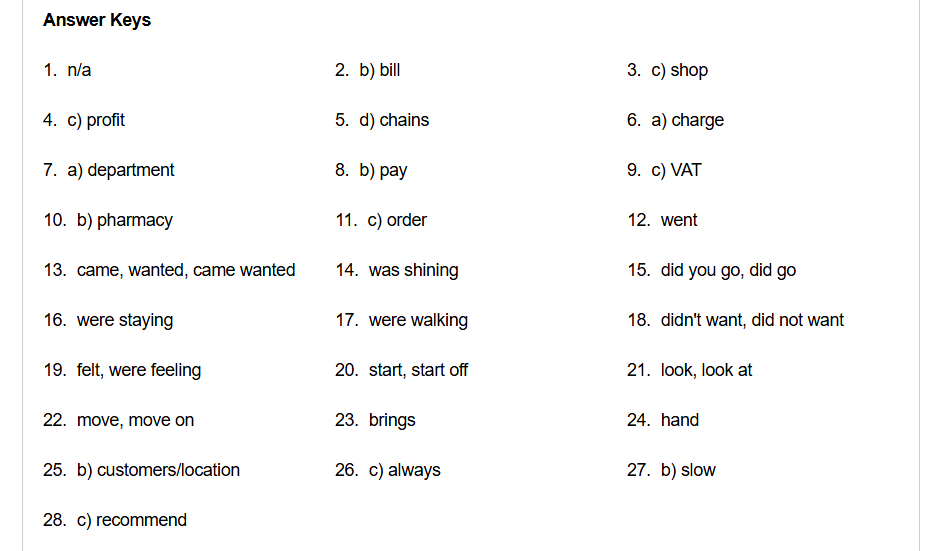 Answer Keys
1. n/a 2. b) bill 3. c) shop
4. c) profit 5. d) chains 6. a) charge
7. a) department 8. b) pay 9. c) VAT
10. b) pharmacy 11. c) order 12. went
13. came, wanted, came wanted 14. was shining 15. did you go, did go
16. were staying 17. were walking 18. didn't want, did not want
19. felt, were feeling 20. start, start off 21. look, look at
22. move, move on 23. brings 24. hand
25. b) customers/location 26. c) always 27. b) slow
28. c) recommend